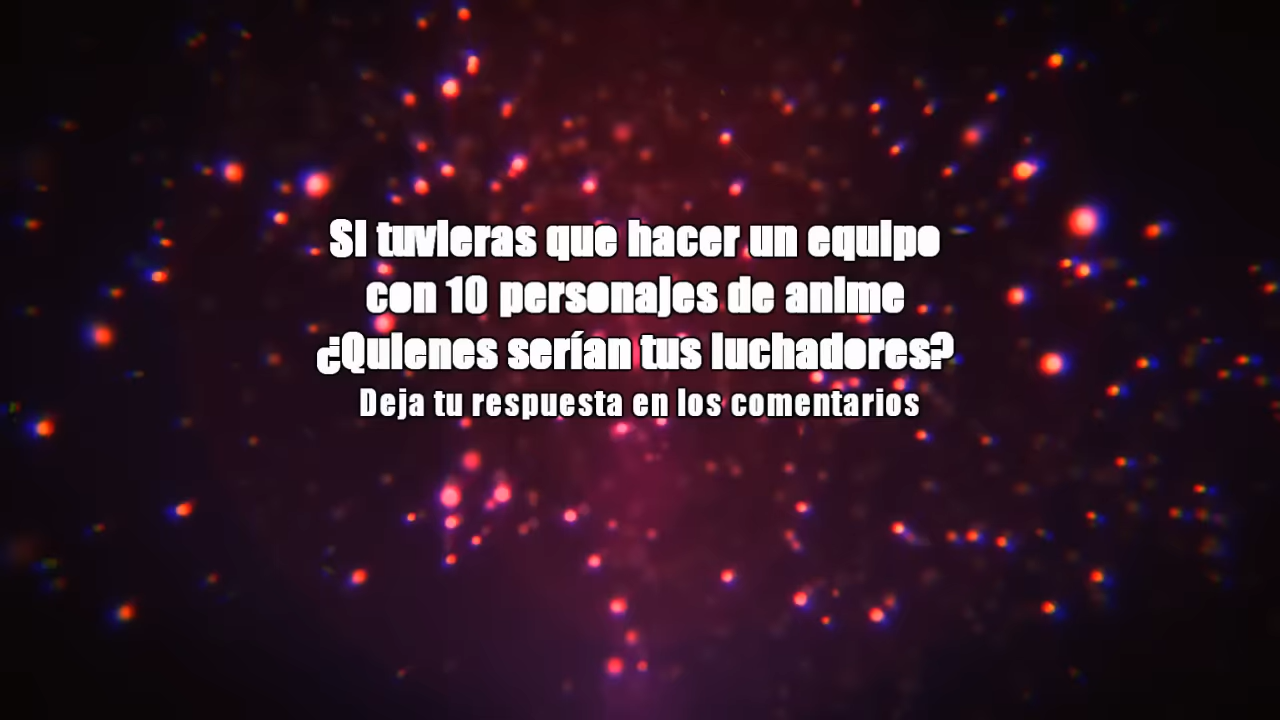 Si tuvieras que hacer un equipo
con 10 personajes de anime
¿Quienes serían tus luchadores?
Deja tu respuesta en los comentarios